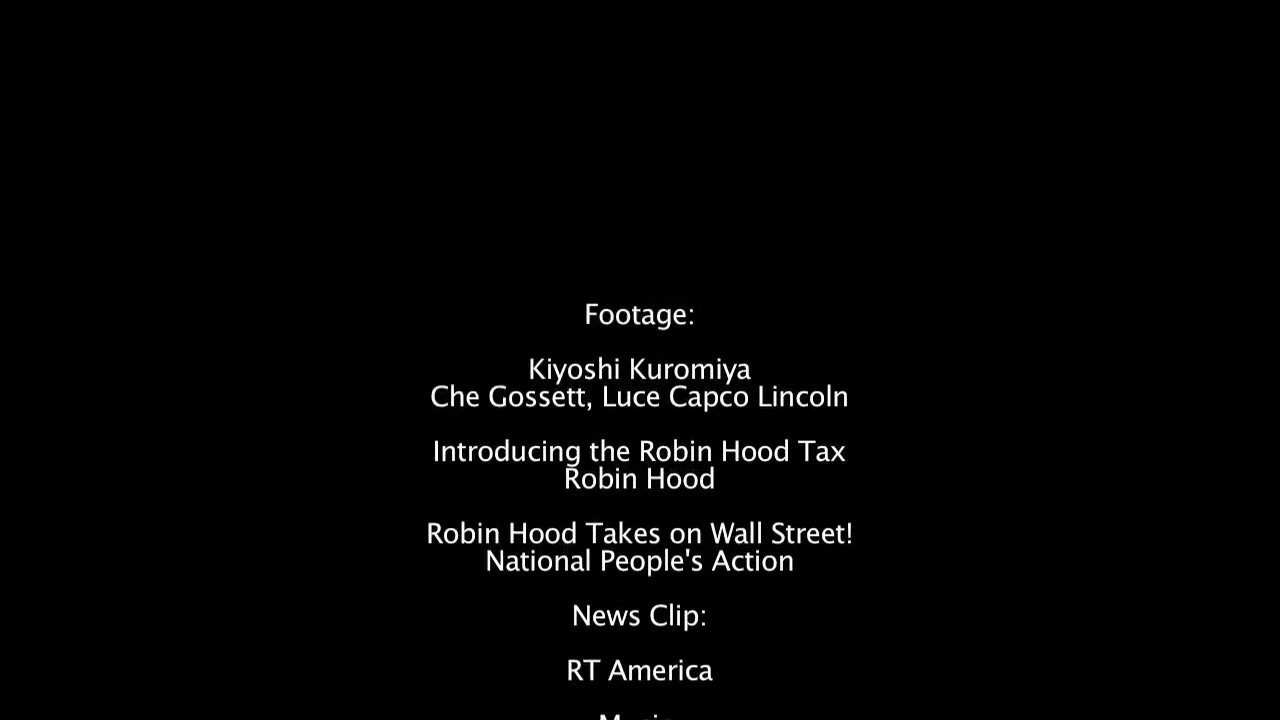 Footage:
Kiyoshi Kuromiya
Che Gossett, Luce Capco Lincoln
Introducing the Robin Hood Tax
Robin Hood
Robin Hood Takes on Wall Street!
National People's Action
News Clip:
RT America